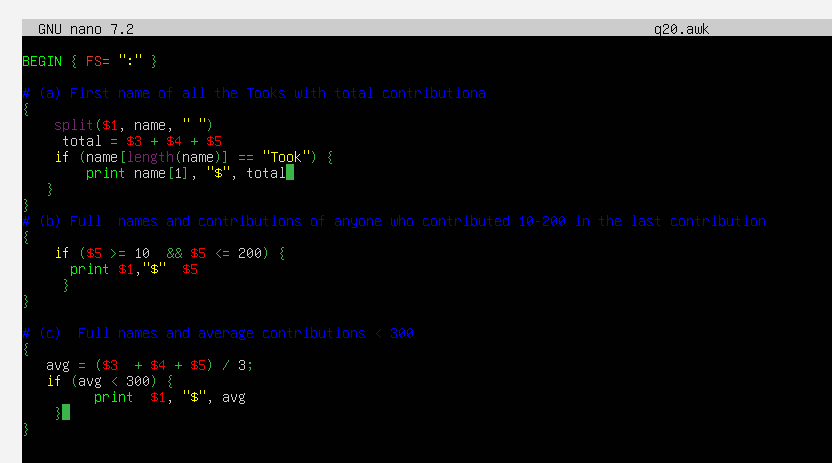 GNU nano 7.2 q20.awk
BEGIN { FS= ":" }
# (a) First name of all the Tooks with total contributiona
{
split($1, name, " ")
total = $3 + $4 + $5
if (name[length(name)] == "Took") {
print name[1], "$", total
}
}
# (b) Full names and contributions of anyone who contributed 10-200 in the last contribution
{
if ($5 >= 10 && $5 <= 200) {
print $1,"$" $5
}
}
# (c) Full names and average contributions < 300
{
avg = ($3 + $4 + $5) / 3;
if (avg < 300) {
print $1, "$", avg
}
}